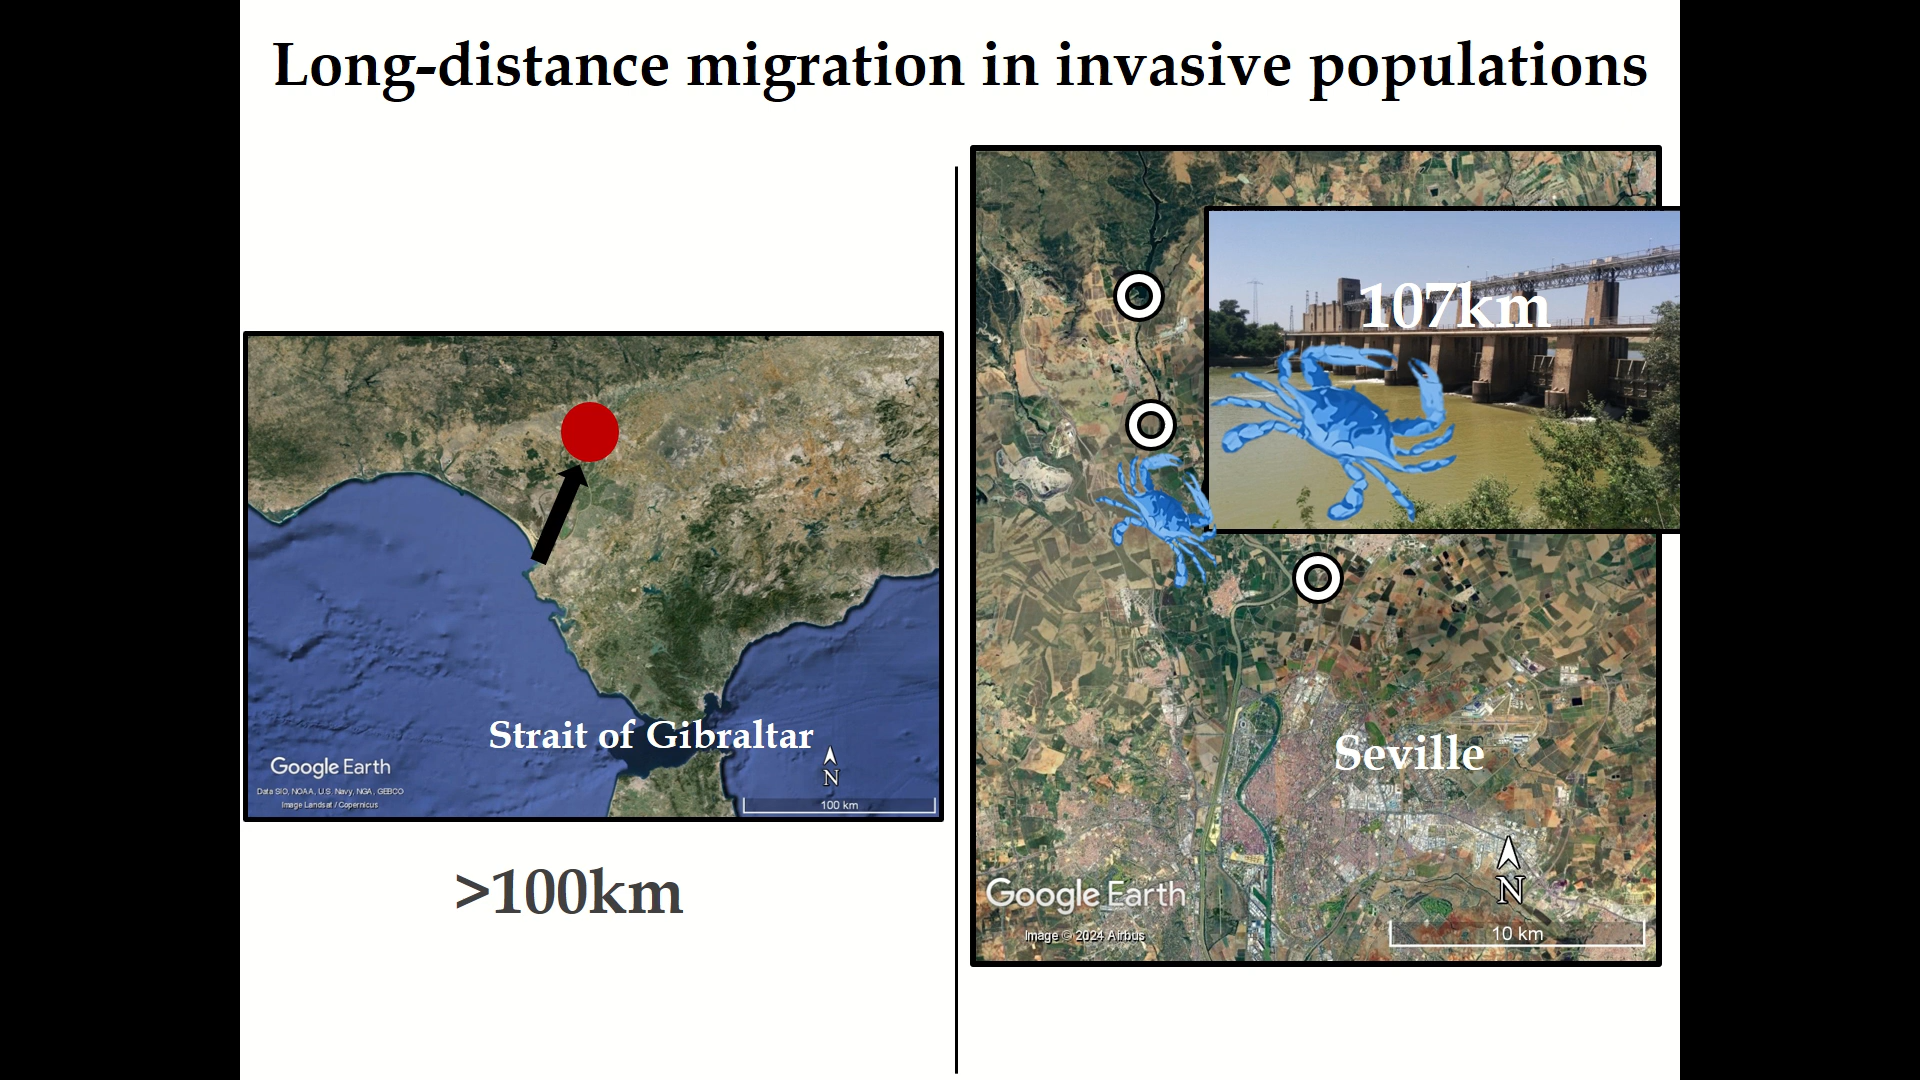 Long-distance migration in invasive populations
Strait of Gibraltar
N
Google Earth
Data SIO, NOAA, U.S. Navy, NGA, GEBCO
Image Landsat / Copernicus
100 km
>100km
107km
Seville
N
Google Earth
Image © 2024 Airbus
10 km